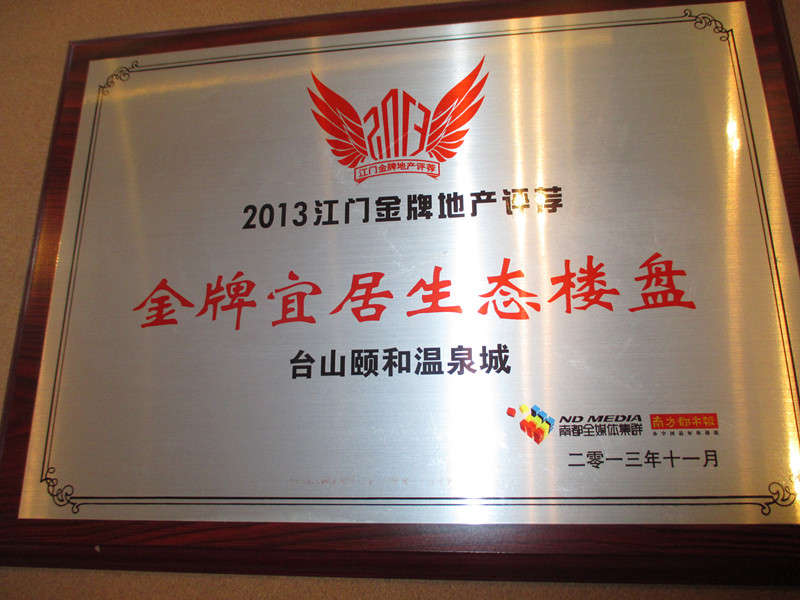 2013
江门金牌地产评荐
2013江门金牌地产评荐
金牌宜居生态楼盘
台山颐和温泉城
ND MEDIA
南都全媒体集群
南方都市报
二零一三年十一月